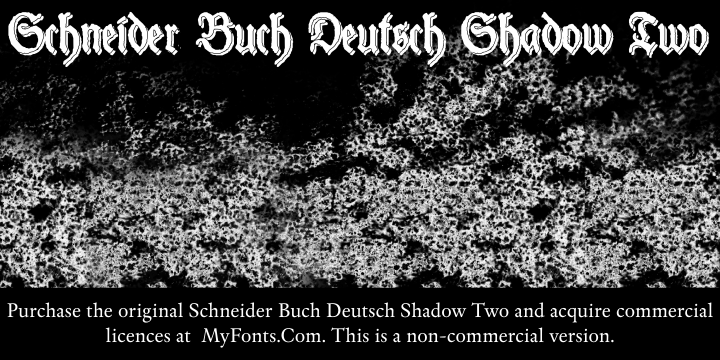 Schneider Buch Deutsch Shadow Two
Purchase the original Schneider Buch Deutsch Shadow Two and acquire commercial
licences at  MyFonts.Com. This is a non-commercial version.